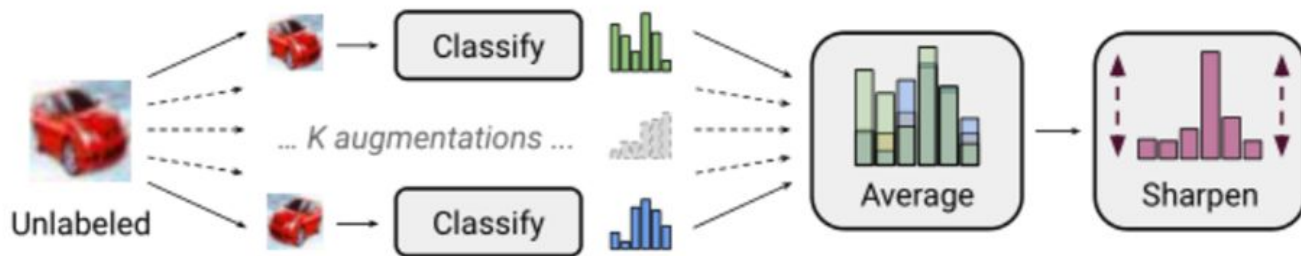 Classify
... K augmentations ...
Unlabeled
Classify
Average
Sharpen